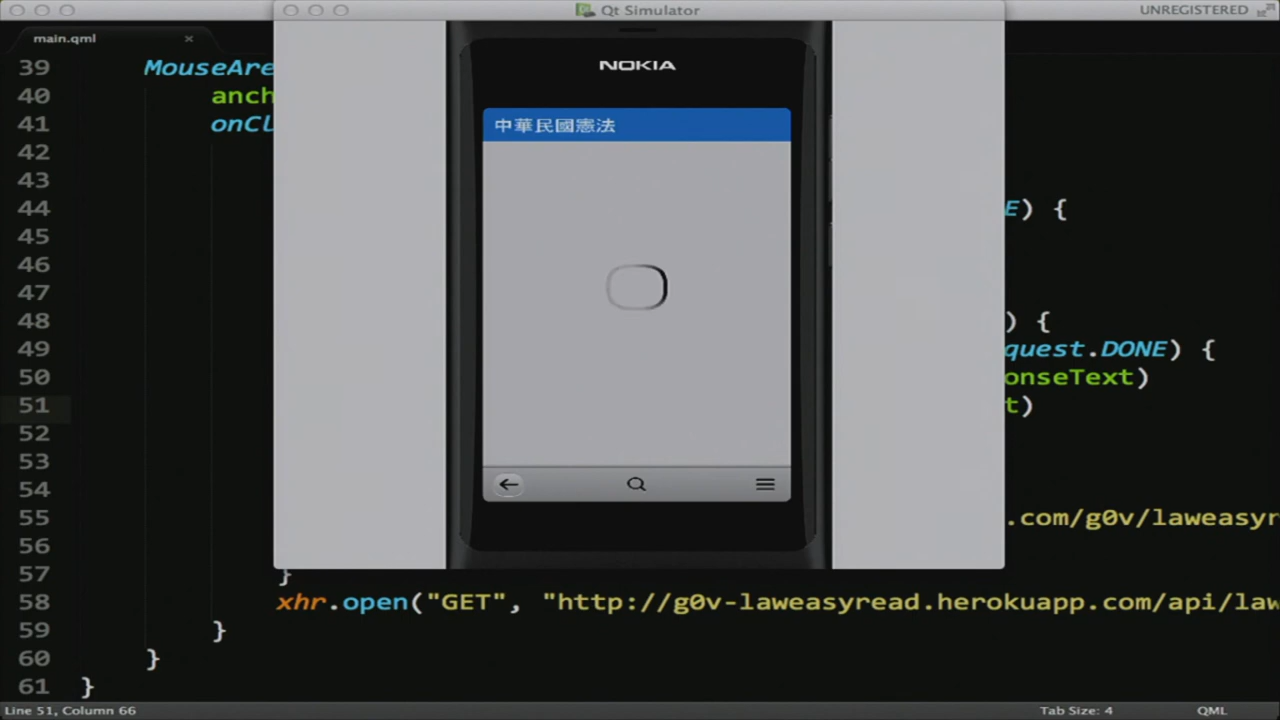 Qt Simulator
UNREGISTERED
main.qml
×
39 MouseAre
40 anch
41 onCl
42
43
44 E) {
45
46
47
48 ) {
49 quest.DONE) {
50 onseText)
51 t)
52
53
54
55 .com/g0v/laweasyr
56
57 }
58 xhr.open("GET", "http://g0v-laweasyread.herokuapp.com/api/law
59 }
60 }
61 }
NOKIA
中華民國憲法
Line 51, Column 66
Tab Size: 4
QML